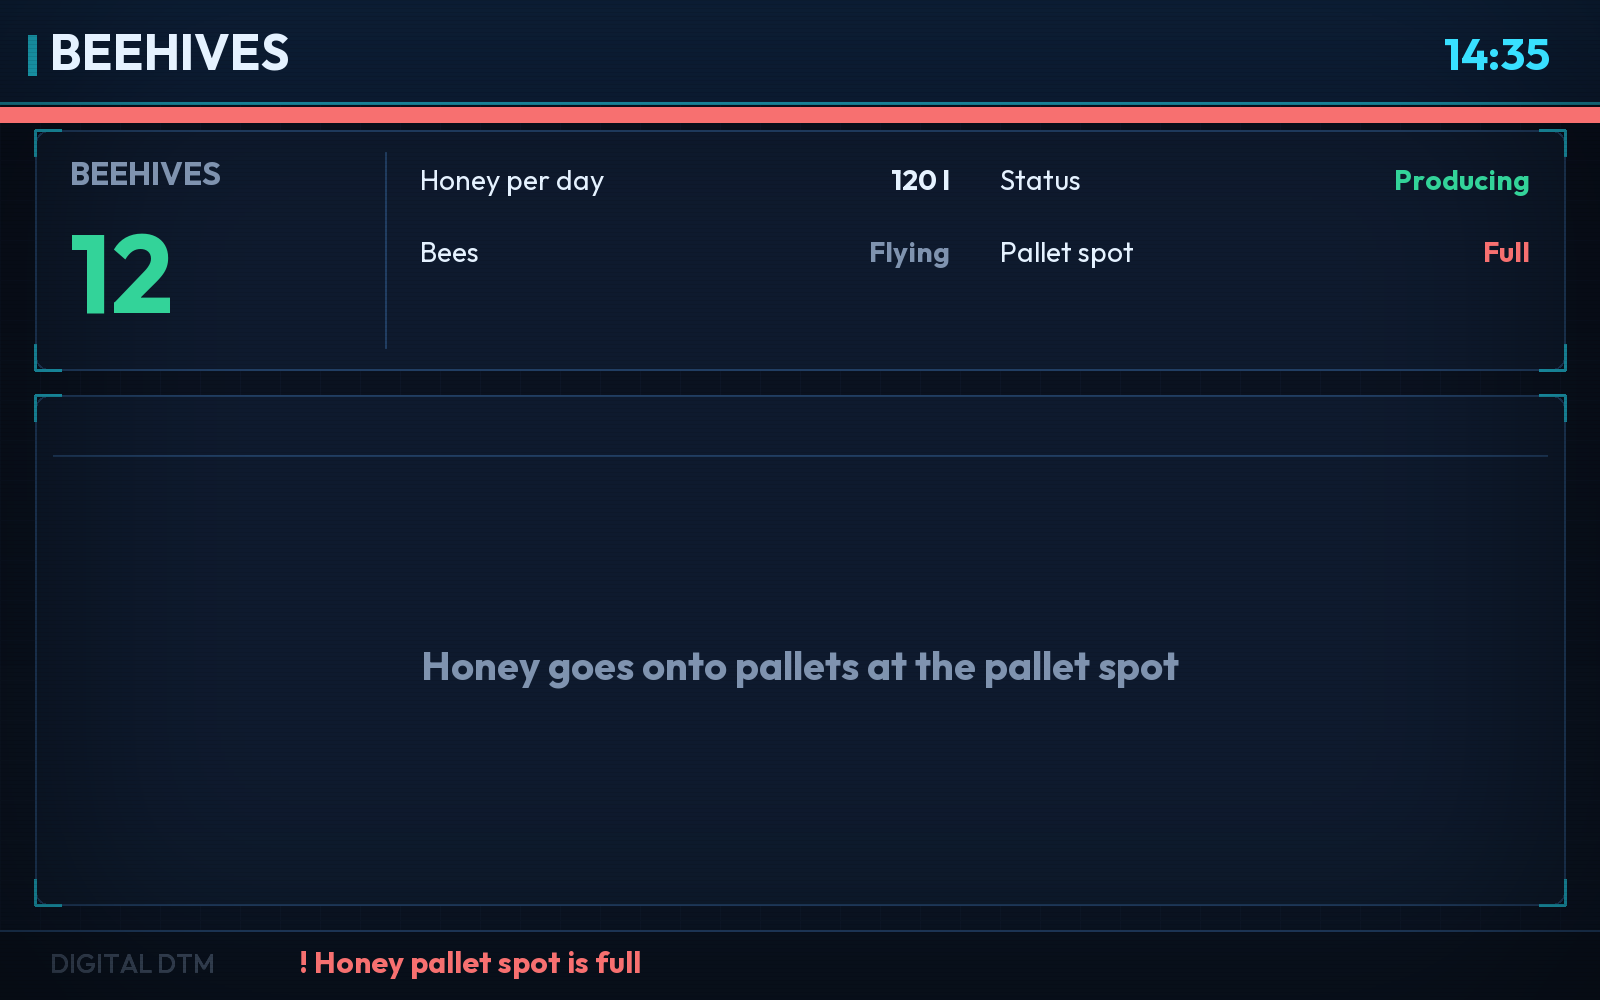 BEEHIVES
14:35
BEEHIVES
12
Honey per day 120 l
Status Producing
Bees Flying
Pallet spot Full
Honey goes onto pallets at the pallet spot
DIGITAL DTM
! Honey pallet spot is full